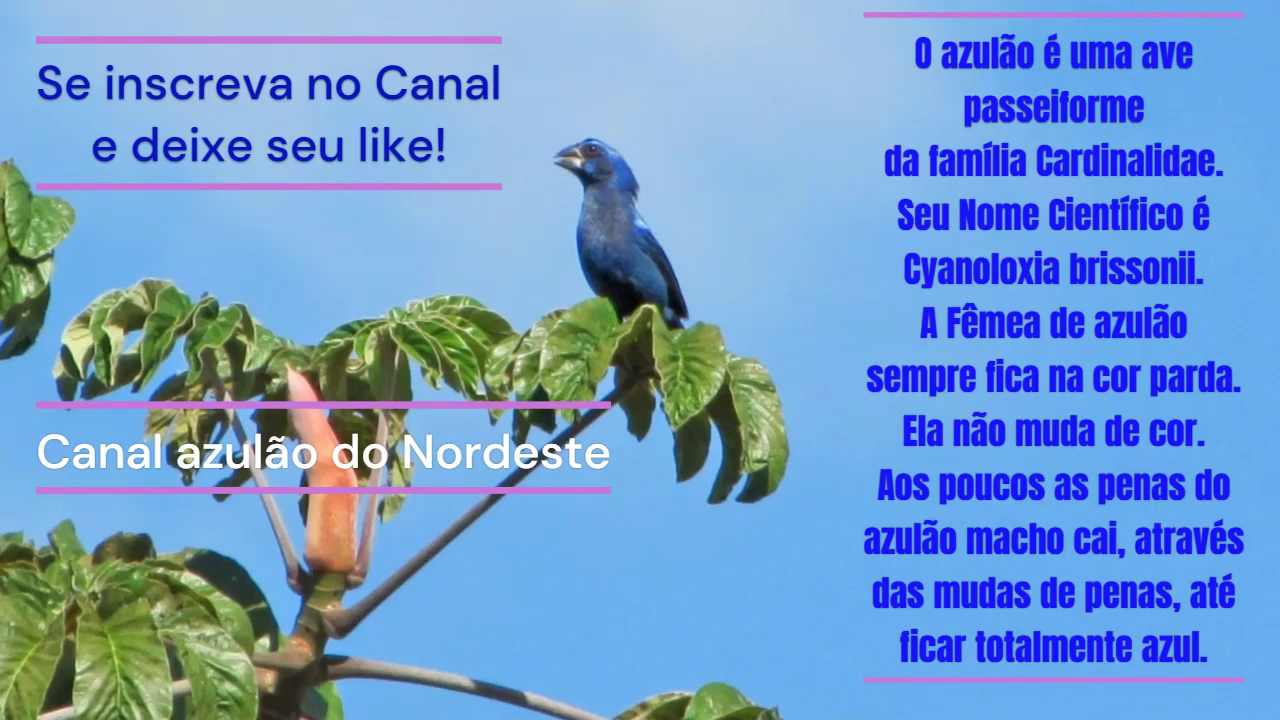 Se inscreva no Canal
e deixe seu like!
Canal azulão do Nordeste
O azulão é uma ave
passeiforme
da família Cardinalidae.
Seu Nome Científico é
Cyanoloxia brissonii.
A Fêmea de azulão
sempre fica na cor parda.
Ela não muda de cor.
Aos poucos as penas do
azulão macho cai, através
das mudas de penas, até
ficar totalmente azul.